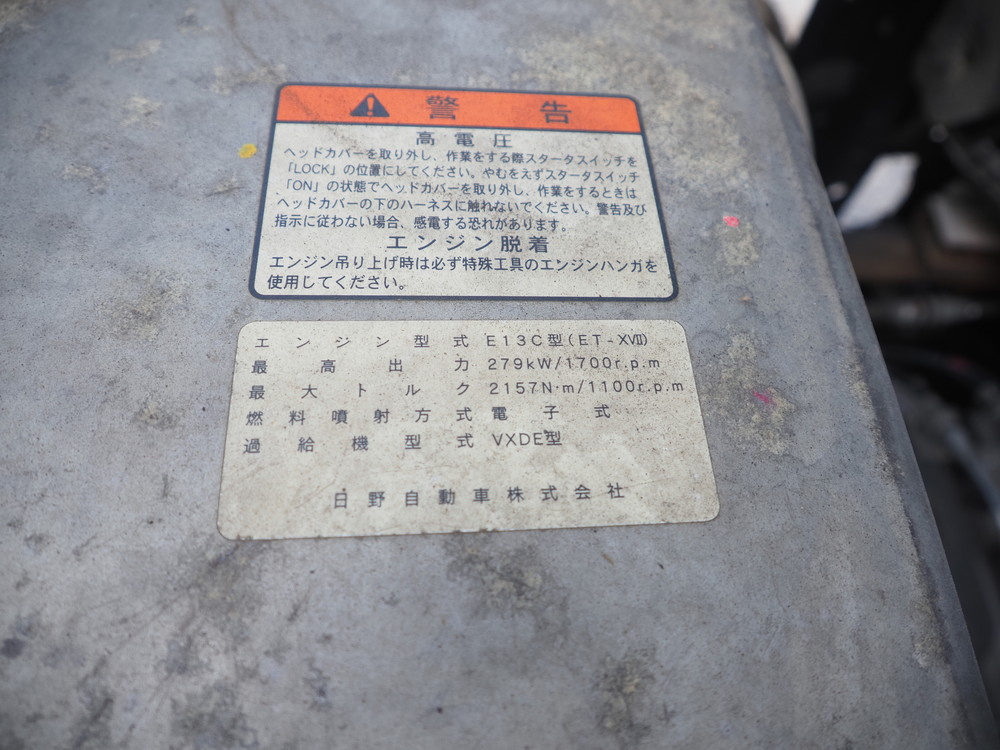 警告
高電圧
ヘッドカバーを取り外し、作業をする際スタータスイッチを
「LOCK」の位置にしてください。やむをえずスタータスイッチ
「ON」の状態でヘッドカバーを取り外し、作業をするときは
ヘッドカバーの下のハーネスに触れないでください。警告及び
指示に従わない場合、感電する恐れがあります。
エンジン脱着
エンジン吊り上げ時は必ず特殊工具のエンジンハンガを
使用してください。
エンジン型式 E13C型(ET-XVII)
最高出力 279kW/1700r.p.m
最大トルク 2157N·m/1100r.p.m
燃料噴射方式 電子式
過給機型式 VXDE型
日野自動車株式会社